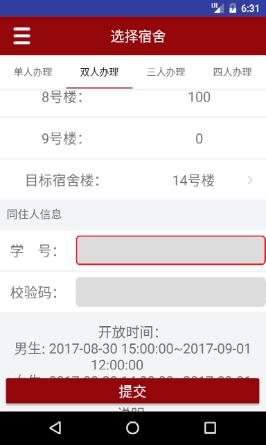 6:31
选择宿舍
单人办理 双人办理 三人办理 四人办理
8号楼： 100
9号楼： 0
目标宿舍楼： 14号楼
同住人信息
学 号：
校验码：
开放时间：
男生: 2017-08-30 15:00:00~2017-09-01
12:00:00
提交
说明